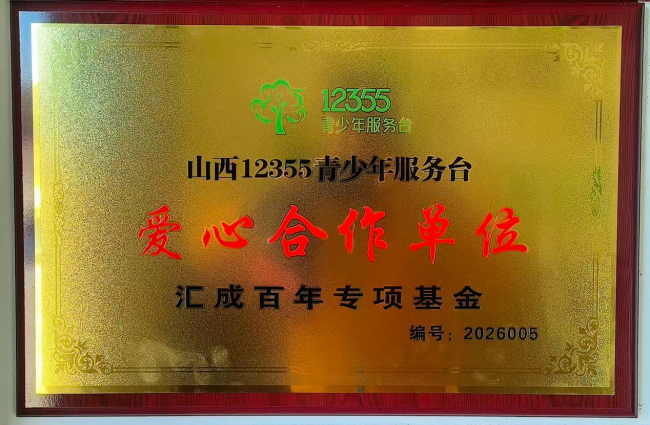 12355
青少年服务台
山西12355青少年服务台
爱心合作单位
汇成百年专项基金
编号：2026005